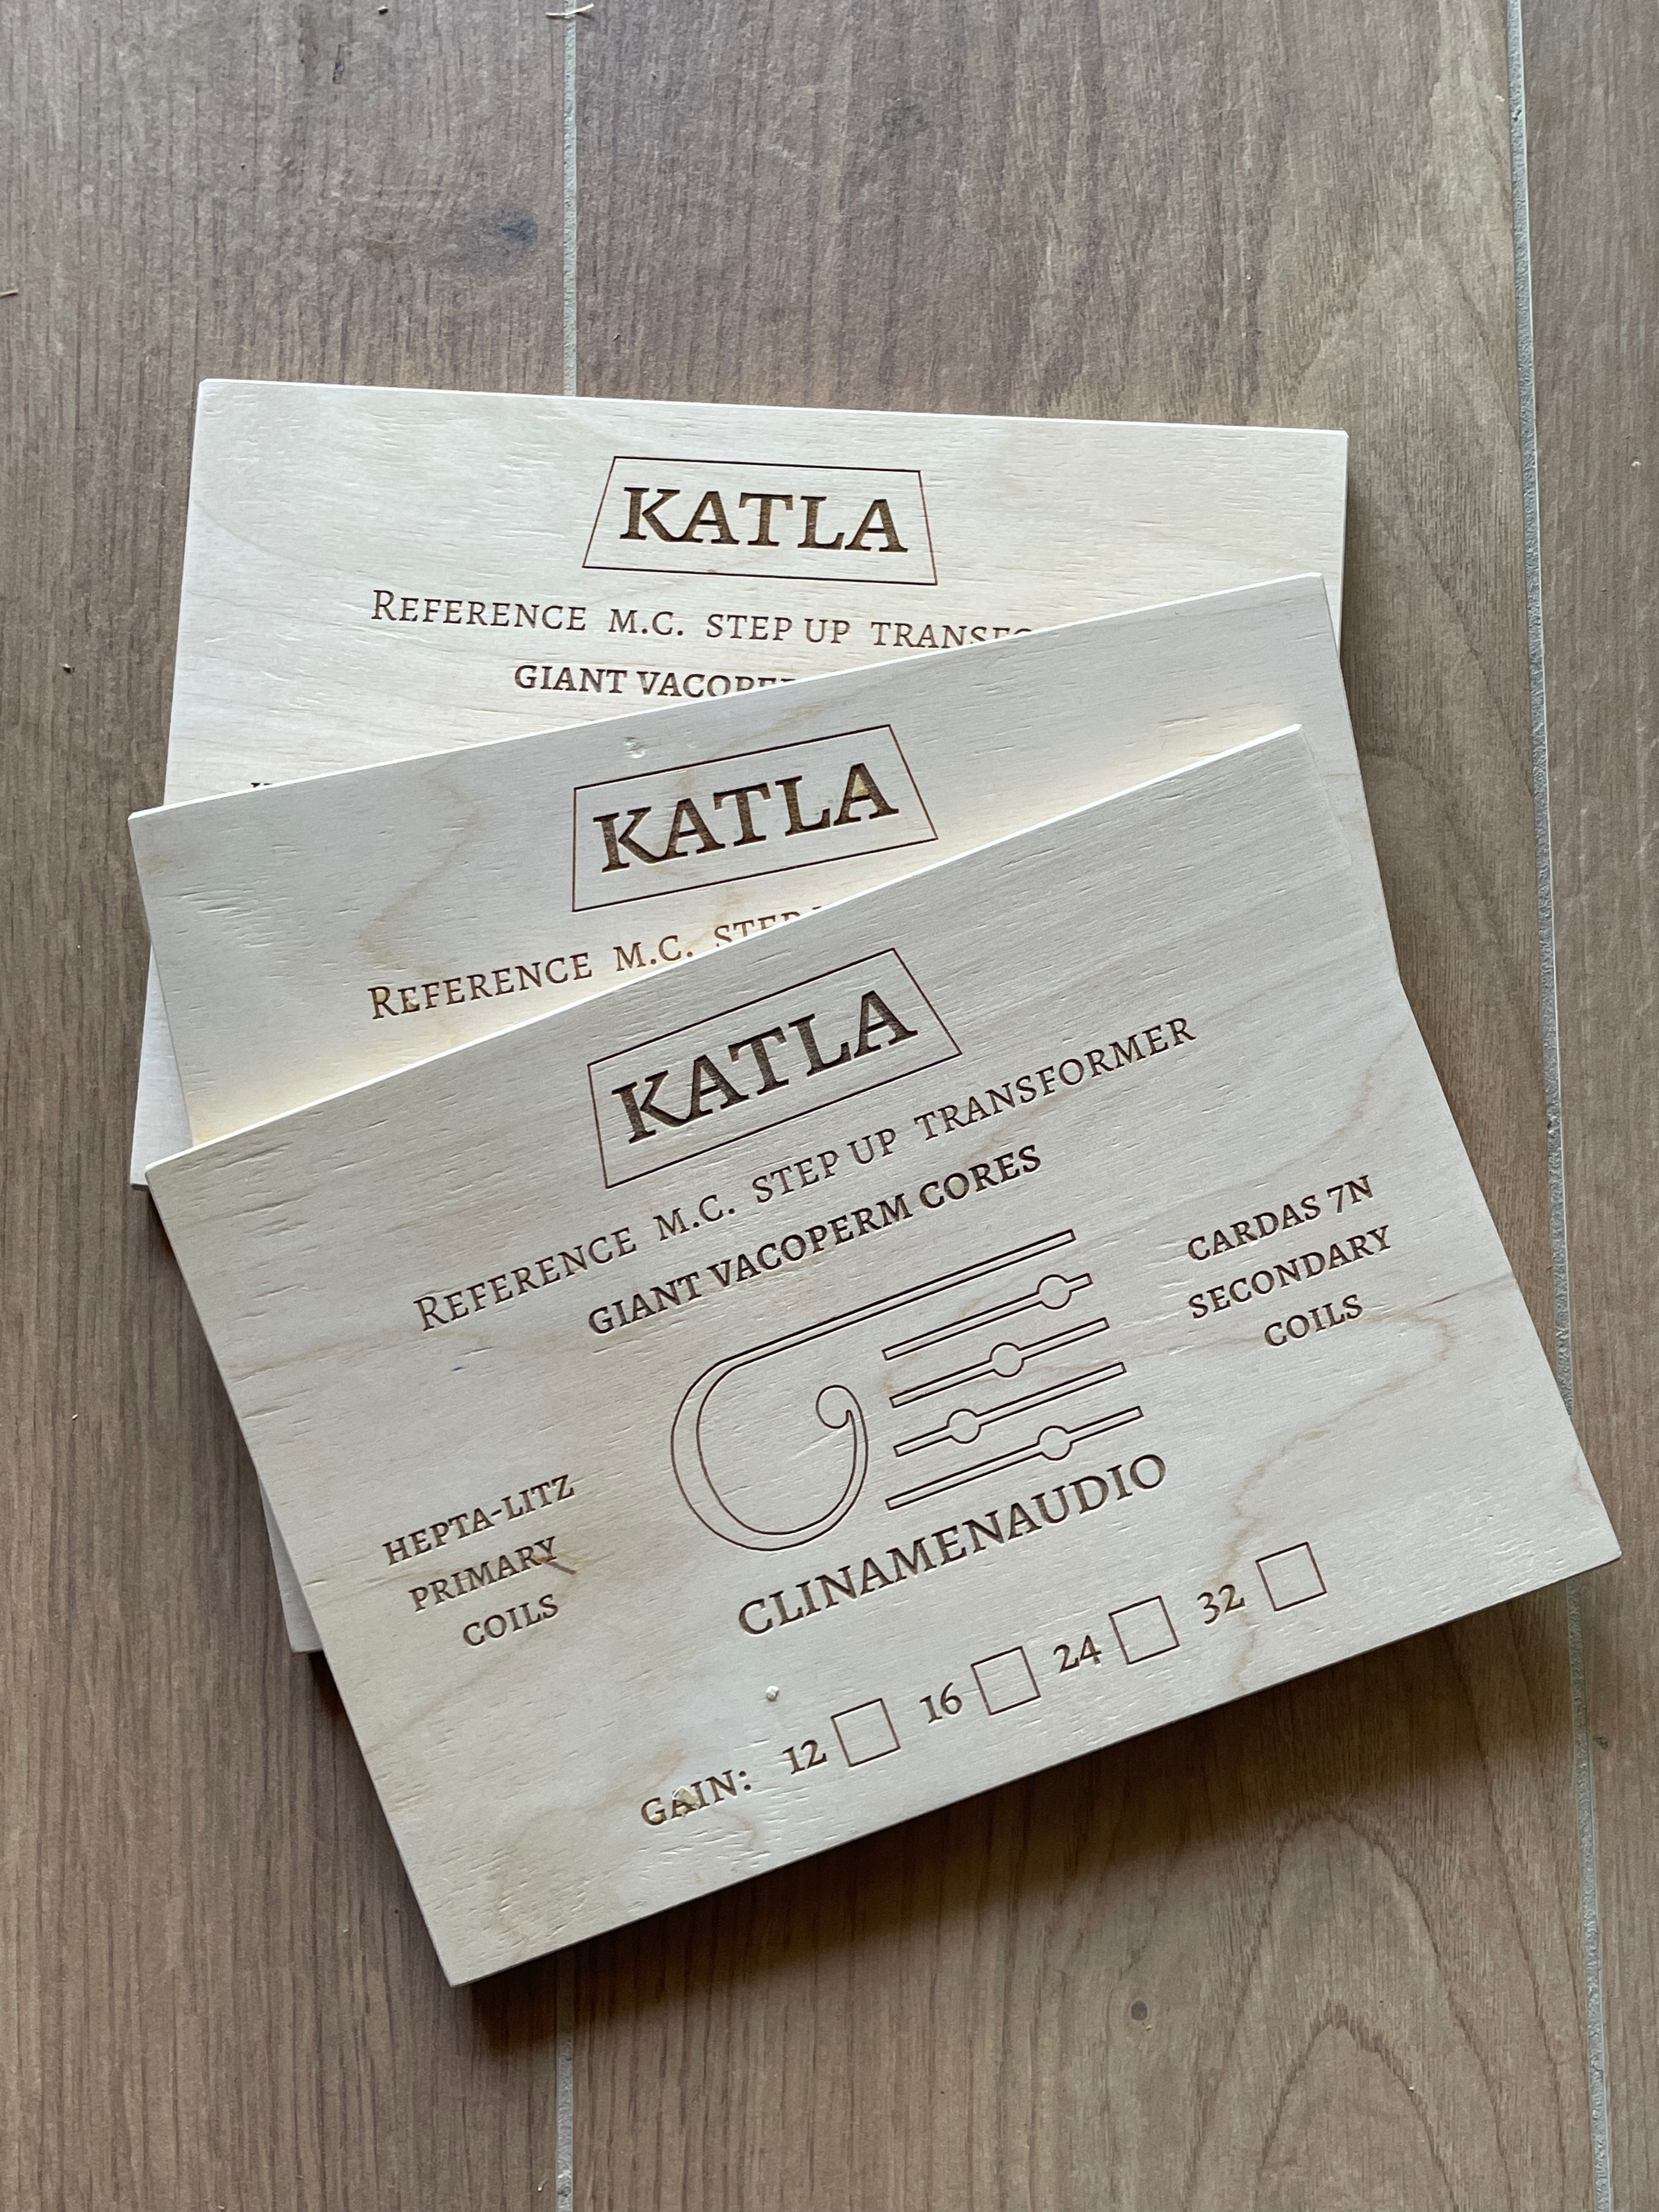 KATLA
REFERENCE M.C. STEP UP
GIANT
KATLA
REFERENCE M.C.
KATLA
REFERENCE M.C. STEP UP TRANSFORMER
GIANT VACOPERM CORES
CARDAS 7N
SECONDARY
COILS
HEPTA-LITZ
PRIMARY
COILS
CLINAMENAUDIO
GAIN: 12 16 24 32